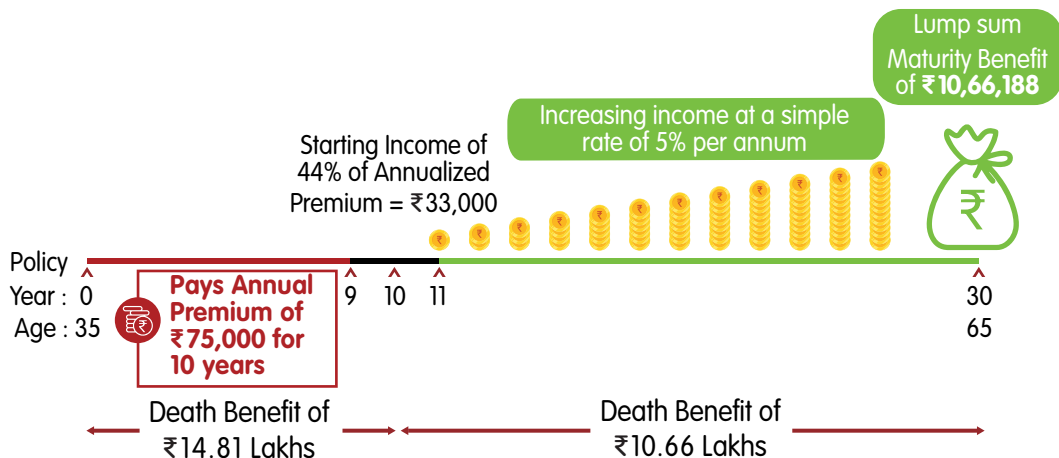 Lump sum
Maturity Benefit
of ₹10,66,188
Increasing income at a simple
rate of 5% per annum
Starting Income of
44% of Annualized
Premium = ₹33,000
Policy
Year : 0 9 10 11 30
Age : 35 65
Pays Annual
Premium of
₹75,000 for
10 years
Death Benefit of
₹14.81 Lakhs
Death Benefit of
₹10.66 Lakhs